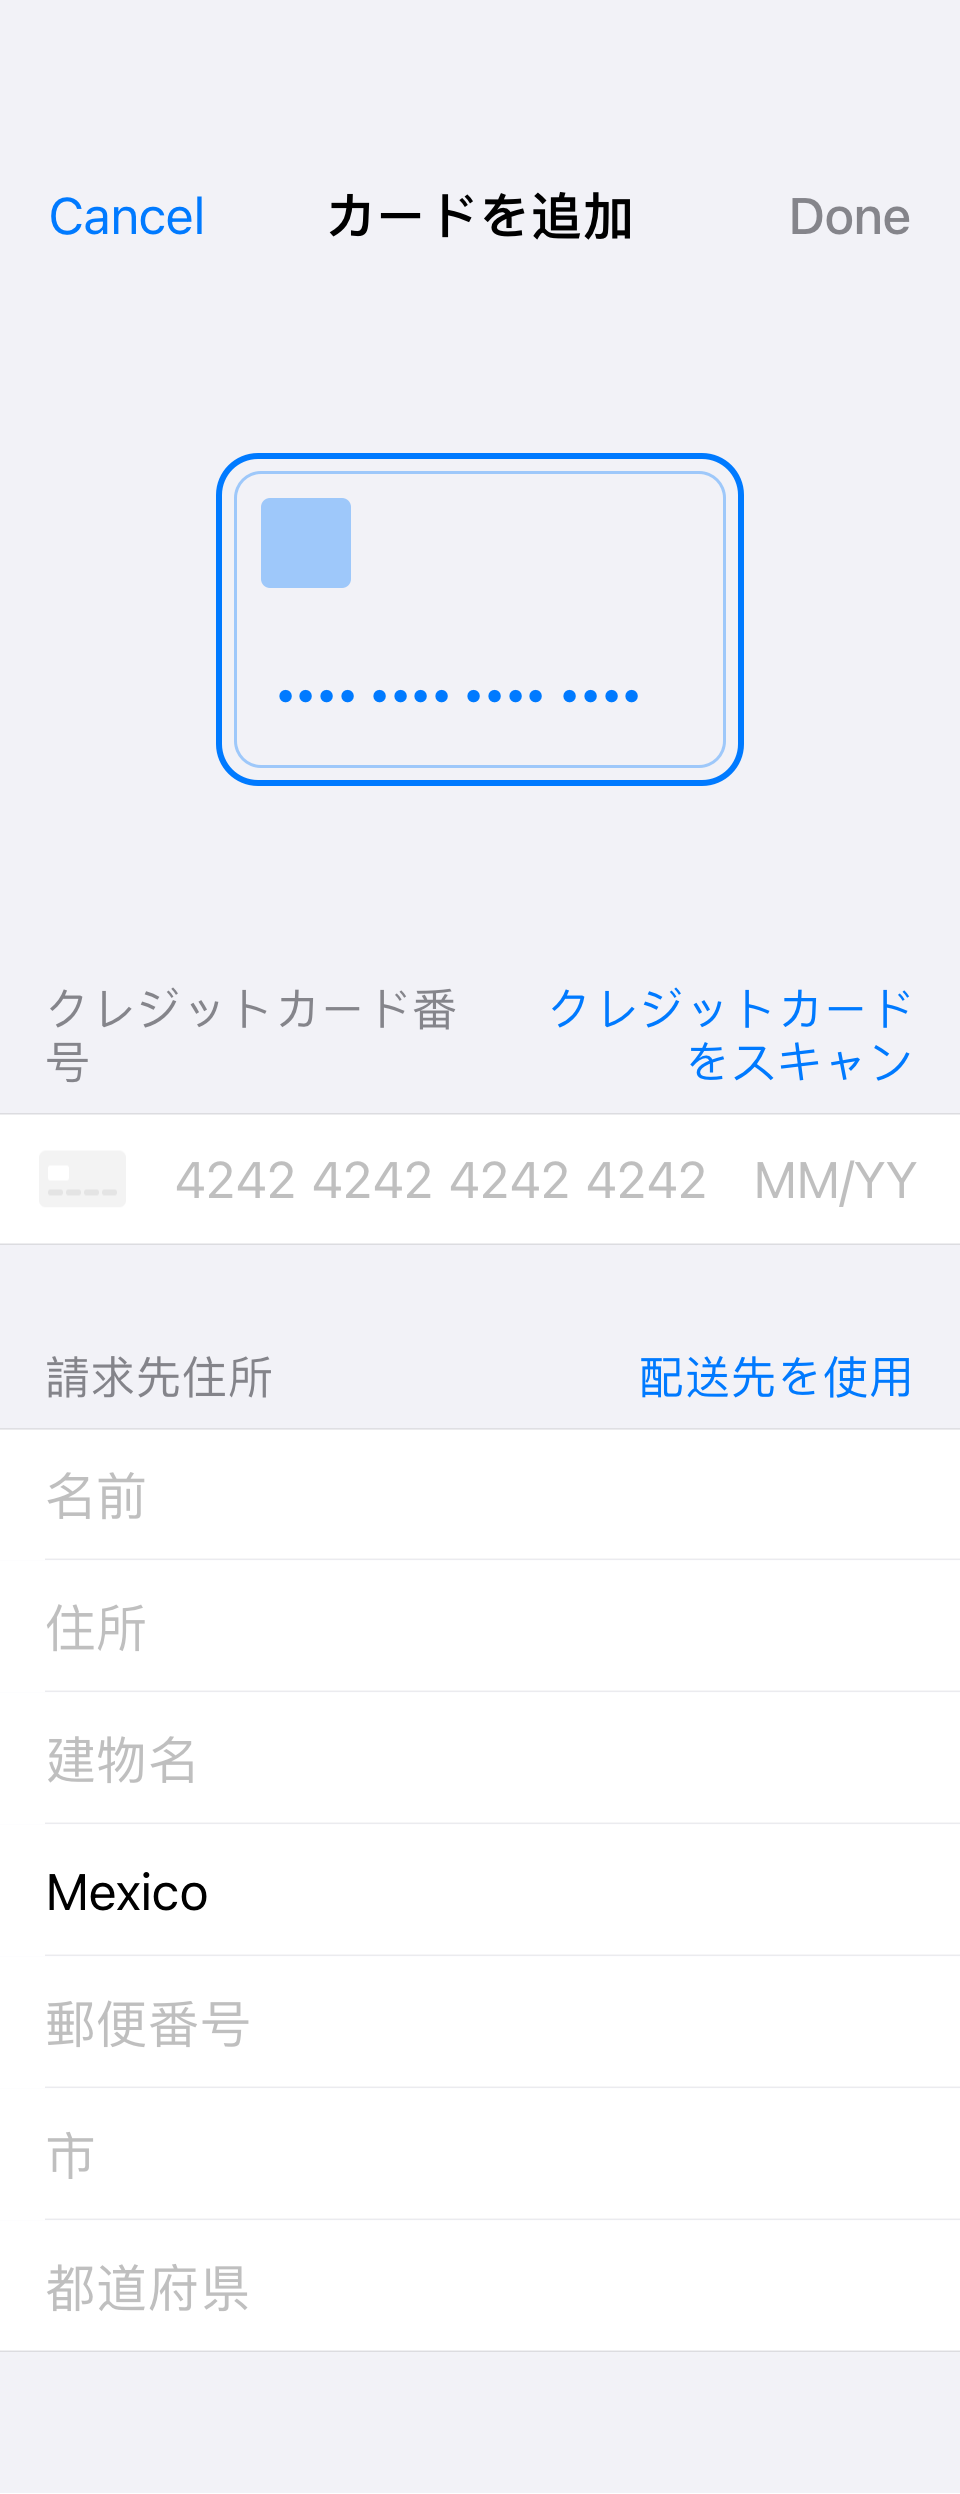 Cancel カードを追加 Done
クレジットカード番号
クレジットカードをスキャン
4242 4242 4242 4242 MM/YY
請求先住所 配送先を使用
名前
住所
建物名
Mexico
郵便番号
市
都道府県